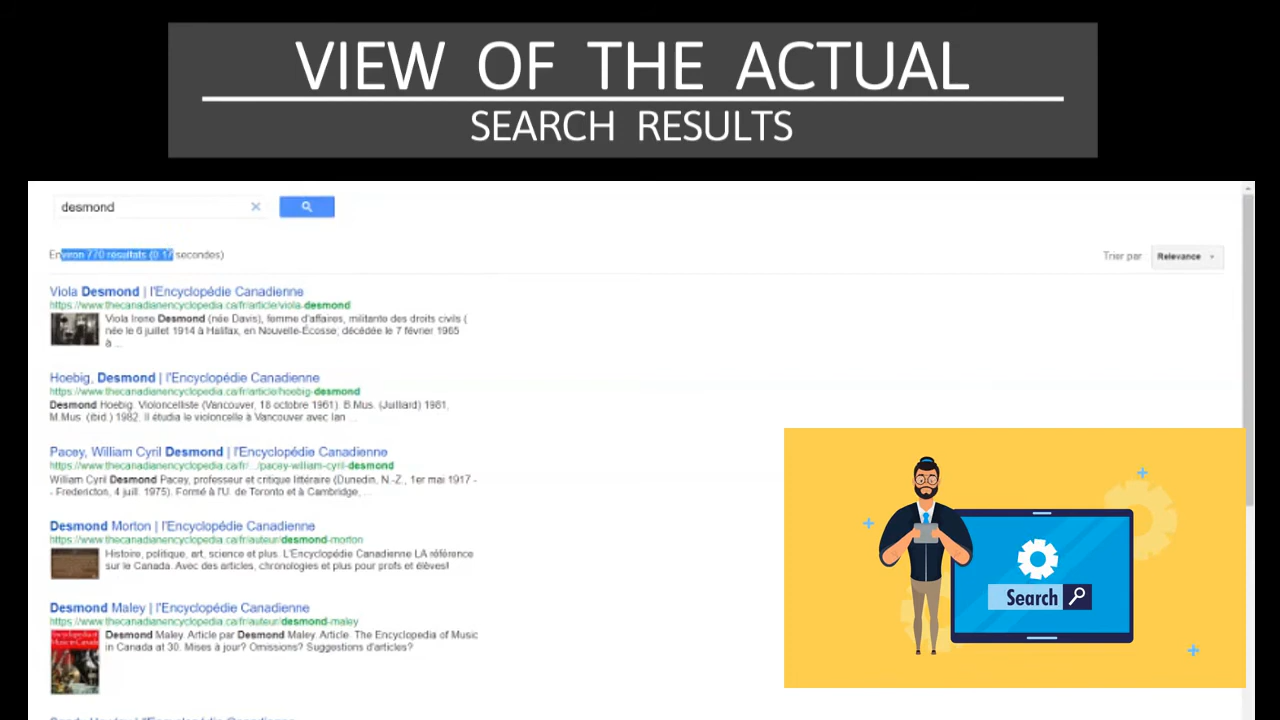 VIEW OF THE ACTUAL
SEARCH RESULTS
desmond
Environ 770 résultats (0.17 secondes)
Trier par
Relevance
Viola Desmond | l'Encyclopédie Canadienne
https://www.thecanadianencyclopedia.ca/fr/article/viola-desmond
Viola Irene Desmond (née Davis), femme d'affaires, militante des droits civils (
née le 6 juillet 1914 à Halifax, en Nouvelle-Écosse; décédée le 7 février 1965
à ...
Hoebig, Desmond | l'Encyclopédie Canadienne
https://www.thecanadianencyclopedia.ca/fr/article/hoebig-desmond
Desmond Hoebig. Violoncelliste (Vancouver, 18 octobre 1961). B.Mus. (Juilliard) 1981,
M.Mus. (ibid.) 1982. Il étudia le violoncelle à Vancouver avec Ian ...
Pacey, William Cyril Desmond | l'Encyclopédie Canadienne
https://www.thecanadianencyclopedia.ca/fr/.../pacey-william-cyril-desmond
William Cyril Desmond Pacey, professeur et critique littéraire (Dunedin, N.-Z., 1er mai 1917 -
- Fredericton, 4 juill. 1975). Formé à l'U. de Toronto et à Cambridge, ...
Desmond Morton | l'Encyclopédie Canadienne
https://www.thecanadianencyclopedia.ca/fr/auteur/desmond-morton
Histoire, politique, art, science et plus. L'Encyclopédie Canadienne LA référence
sur le Canada. Avec des articles, chronologies et plus pour profs et élèves!
Desmond Maley | l'Encyclopédie Canadienne
https://www.thecanadianencyclopedia.ca/fr/auteur/desmond-maley
Desmond Maley. Article par Desmond Maley. Article. The Encyclopedia of Music
in Canada at 30. Mises à jour? Omissions? Suggestions d'articles?
Search